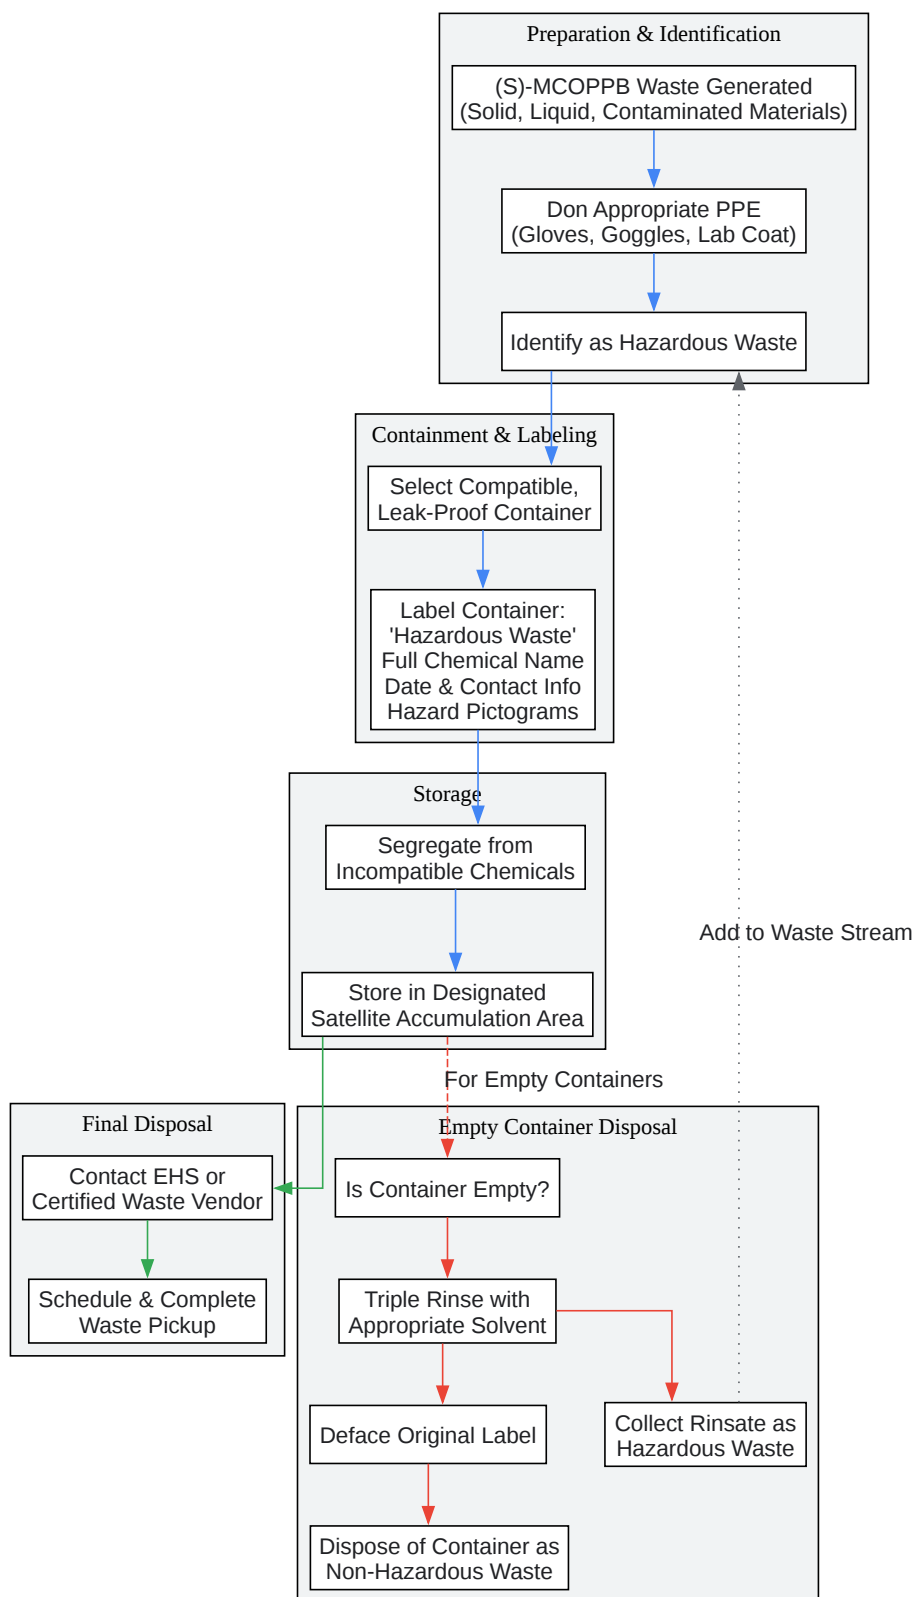 Preparation & Identification
(S)-MCOPPB Waste Generated
(Solid, Liquid, Contaminated Materials)
Don Appropriate PPE
(Gloves, Goggles, Lab Coat)
Identify as Hazardous Waste
Containment & Labeling
Select Compatible,
Leak-Proof Container
Label Container:
'Hazardous Waste'
Full Chemical Name
Date & Contact Info
Hazard Pictograms
Storage
Segregate from
Incompatible Chemicals
Add to Waste Stream
Store in Designated
Satellite Accumulation Area
For Empty Containers
Final Disposal
Contact EHS or
Certified Waste Vendor
Schedule & Complete
Waste Pickup
Empty Container Disposal
Is Container Empty?
Triple Rinse with
Appropriate Solvent
Deface Original Label
Collect Rinsate as
Hazardous Waste
Dispose of Container as
Non-Hazardous Waste